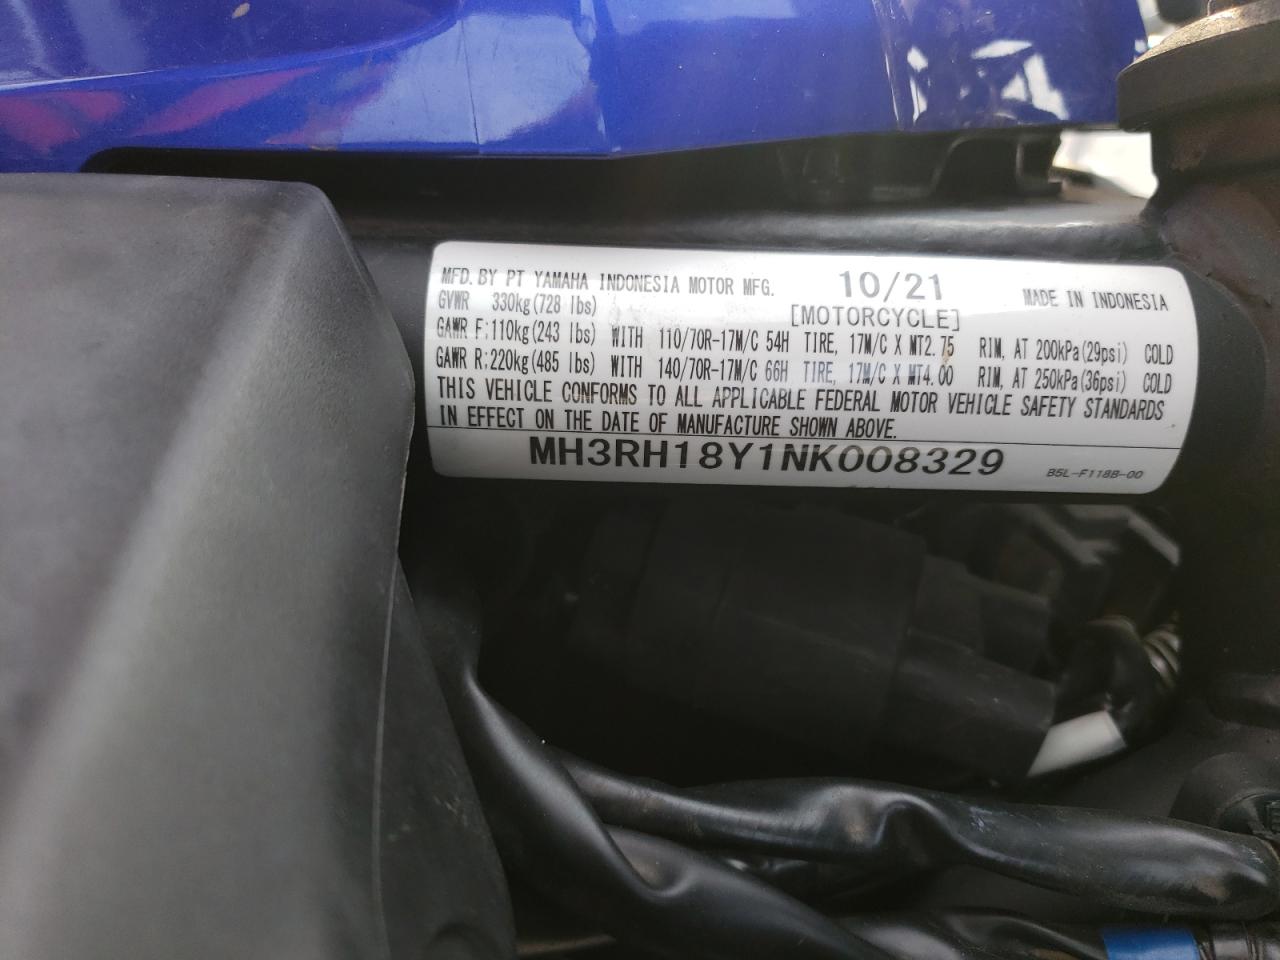 MFD. BY PT YAMAHA INDONESIA MOTOR MFG. 10/21 MADE IN INDONESIA
GVWR 330kg(728 lbs) [MOTORCYCLE]
GAWR F:110kg(243 lbs) WITH 110/70R-17M/C 54H TIRE, 17M/C X MT2.75 RIM, AT 200kPa(29psi) COLD
GAWR R:220kg(485 lbs) WITH 140/70R-17M/C 66H TIRE, 17M/C X MT4.00 RIM, AT 250kPa(36psi) COLD
THIS VEHICLE CONFORMS TO ALL APPLICABLE FEDERAL MOTOR VEHICLE SAFETY STANDARDS
IN EFFECT ON THE DATE OF MANUFACTURE SHOWN ABOVE.
MH3RH18Y1NK008329 B5L-F118B-00